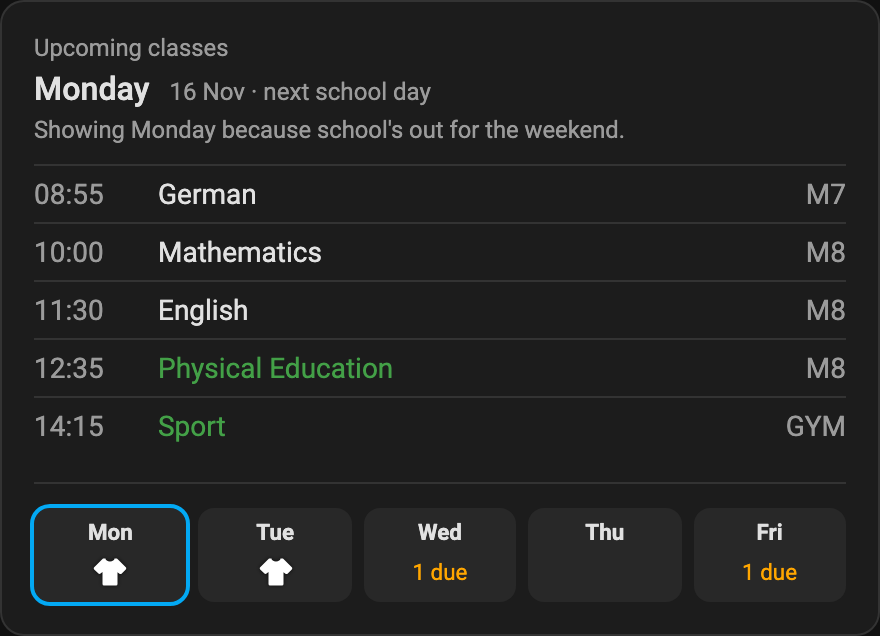 Upcoming classes
Monday 16 Nov · next school day
Showing Monday because school's out for the weekend.
08:55 German M7
10:00 Mathematics M8
11:30 English M8
12:35 Physical Education M8
14:15 Sport GYM
Mon Tue Wed Thu Fri
1 due 1 due